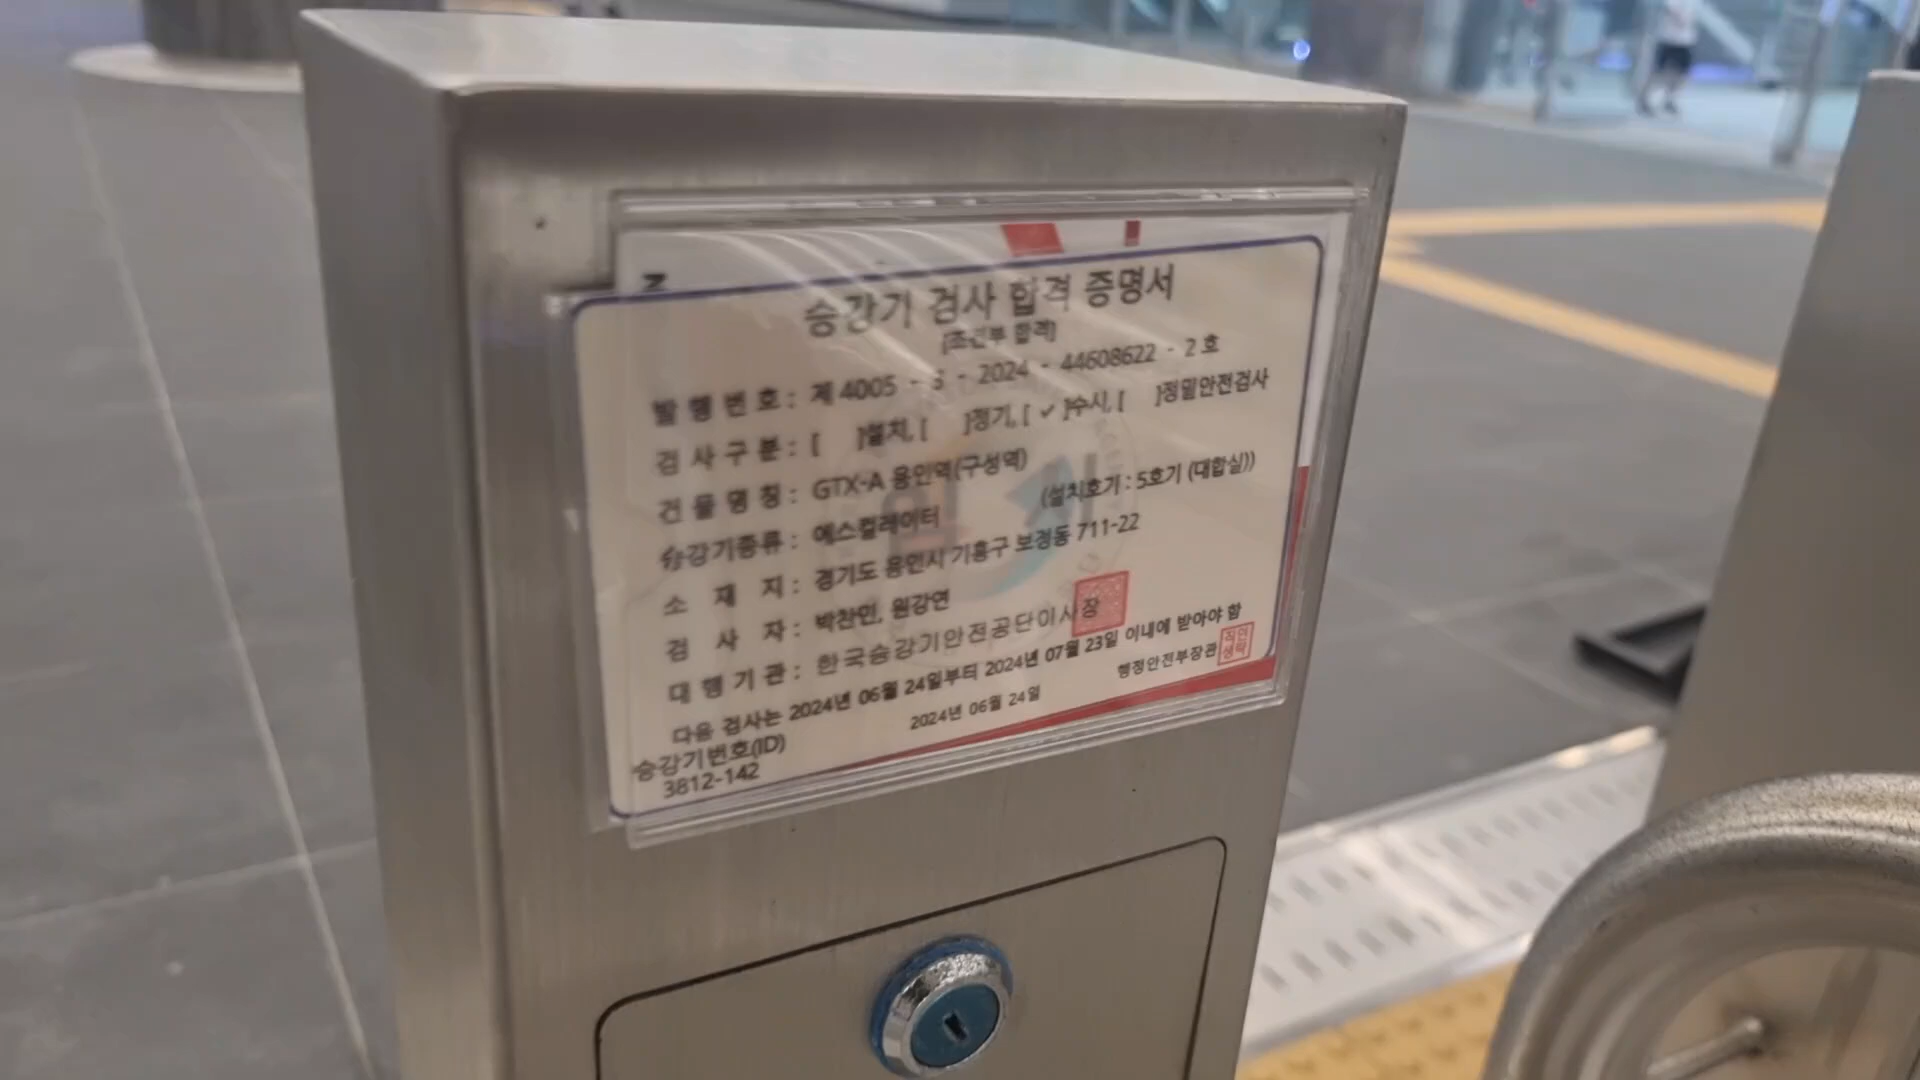 승강기 검사 합격 증명서
[조건부 합격]
발행번호 : 제 4005 - S - 2024 - 44608622 - 2 호
검사구분 : [ ]설치, [ ]정기, [ ✓ ]수시, [ ]정밀안전검사
건물명칭 : GTX-A 용인역(구성역)
승강기종류 : 에스컬레이터 (설치호기 : 5호기 (대합실))
소재지 : 경기도 용인시 기흥구 보정동 711-22
검사자 : 박찬민, 원강연
대행기관 : 한국승강기안전공단이사장
다음 검사는 2024년 06월 24일부터 2024년 07월 23일 이내에 받아야 함
2024년 06월 24일 행정안전부장관
승강기번호(ID)
3812-142